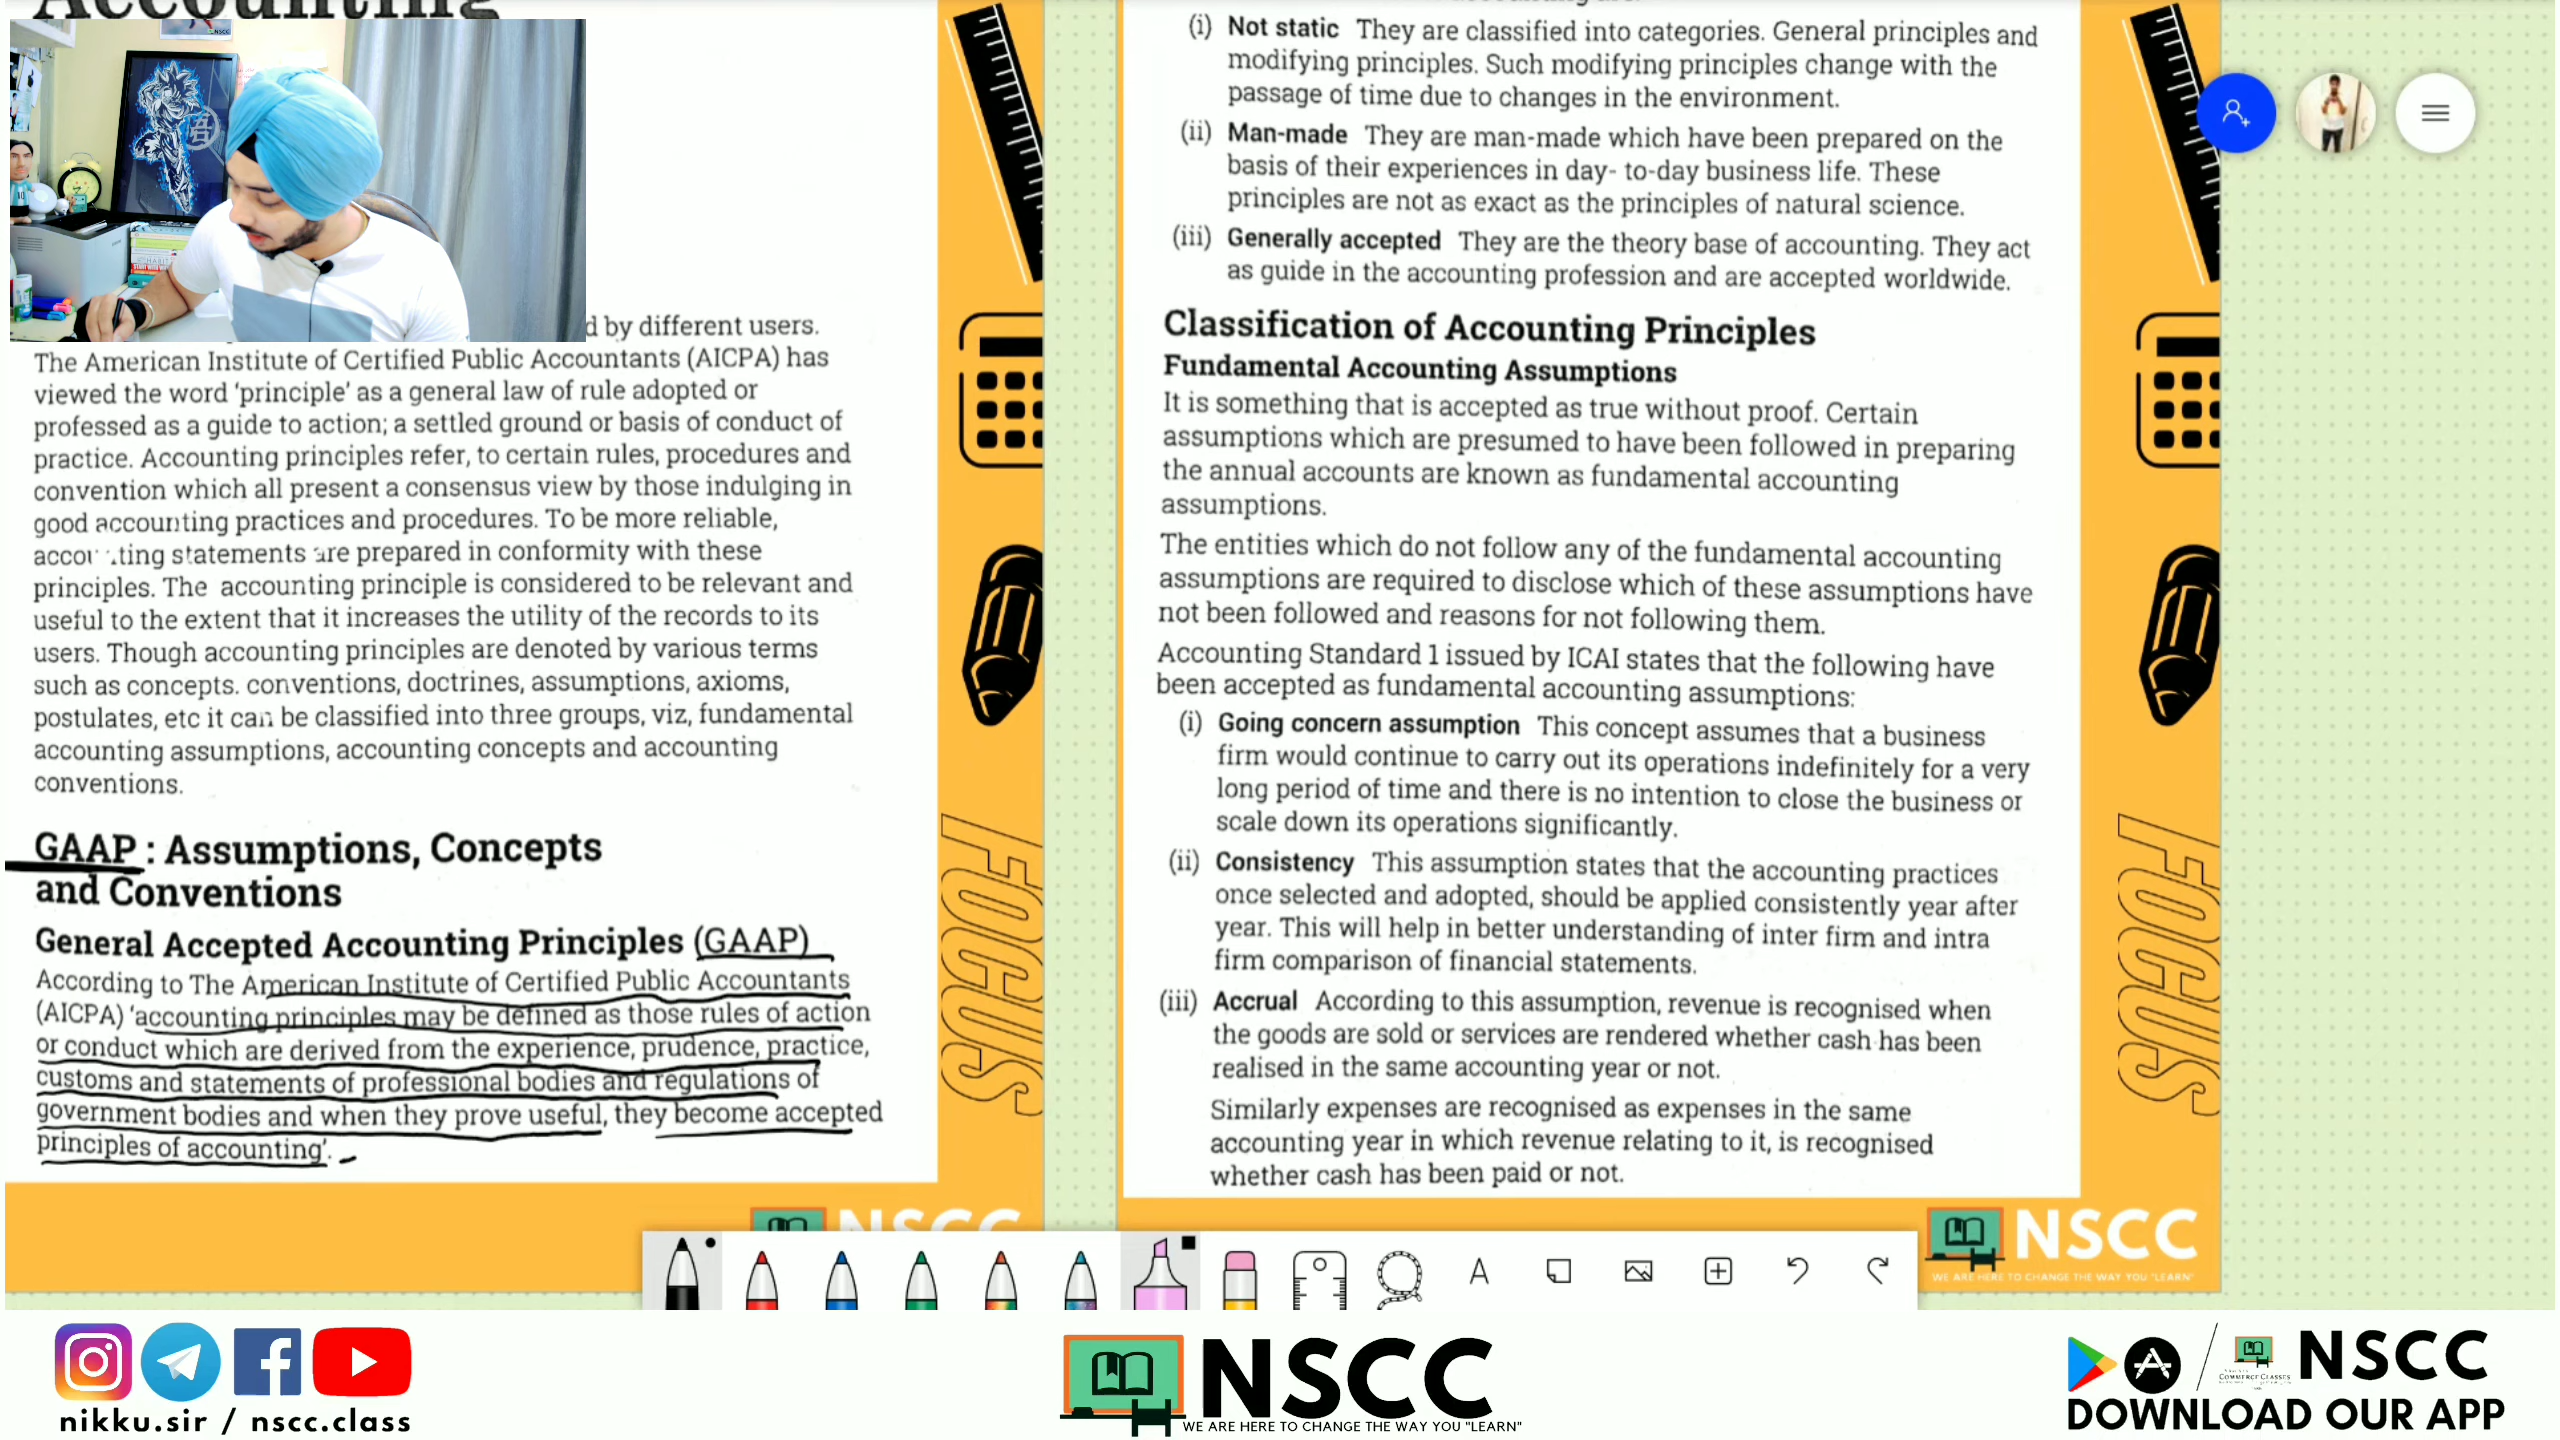 Accounting
d by different users.
The American Institute of Certified Public Accountants (AICPA) has
viewed the word 'principle' as a general law of rule adopted or
professed as a guide to action; a settled ground or basis of conduct of
practice. Accounting principles refer, to certain rules, procedures and
convention which all present a consensus view by those indulging in
good accounting practices and procedures. To be more reliable,
accounting statements are prepared in conformity with these
principles. The accounting principle is considered to be relevant and
useful to the extent that it increases the utility of the records to its
users. Though accounting principles are denoted by various terms
such as concepts. conventions, doctrines, assumptions, axioms,
postulates, etc it can be classified into three groups, viz, fundamental
accounting assumptions, accounting concepts and accounting
conventions.
GAAP : Assumptions, Concepts
and Conventions
General Accepted Accounting Principles (GAAP)
According to The American Institute of Certified Public Accountants
(AICPA) 'accounting principles may be defined as those rules of action
or conduct which are derived from the experience, prudence, practice,
customs and statements of professional bodies and regulations of
government bodies and when they prove useful, they become accepted
principles of accounting'.
FOCUS
NSCC
(i) Not static They are classified into categories. General principles and
modifying principles. Such modifying principles change with the
passage of time due to changes in the environment.
(ii) Man-made They are man-made which have been prepared on the
basis of their experiences in day- to-day business life. These
principles are not as exact as the principles of natural science.
(iii) Generally accepted They are the theory base of accounting. They act
as guide in the accounting profession and are accepted worldwide.
Classification of Accounting Principles
Fundamental Accounting Assumptions
It is something that is accepted as true without proof. Certain
assumptions which are presumed to have been followed in preparing
the annual accounts are known as fundamental accounting
assumptions.
The entities which do not follow any of the fundamental accounting
assumptions are required to disclose which of these assumptions have
not been followed and reasons for not following them.
Accounting Standard 1 issued by ICAI states that the following have
been accepted as fundamental accounting assumptions:
(i) Going concern assumption This concept assumes that a business
firm would continue to carry out its operations indefinitely for a very
long period of time and there is no intention to close the business or
scale down its operations significantly.
(ii) Consistency This assumption states that the accounting practices
once selected and adopted, should be applied consistently year after
year. This will help in better understanding of inter firm and intra
firm comparison of financial statements.
(iii) Accrual According to this assumption, revenue is recognised when
the goods are sold or services are rendered whether cash has been
realised in the same accounting year or not.
Similarly expenses are recognised as expenses in the same
accounting year in which revenue relating to it, is recognised
whether cash has been paid or not.
FOCUS
NSCC
WE ARE HERE TO CHANGE THE WAY YOU "LEARN"
A
nikku.sir / nscc.class
NSCC
WE ARE HERE TO CHANGE THE WAY YOU "LEARN"
/ COMMERCE CLASSES NSCC
DOWNLOAD OUR APP